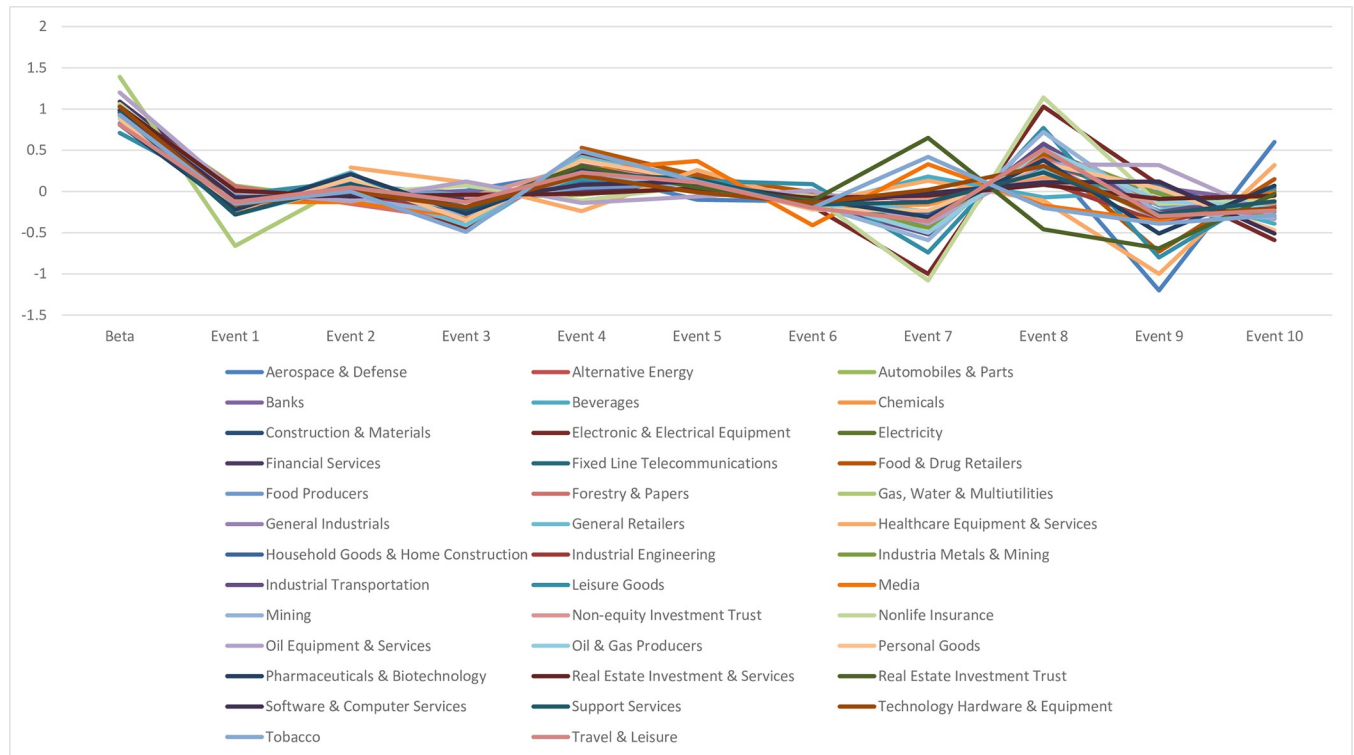 2
1.5
1
0.5
0
-0.5
-1
-1.5
Beta Event 1 Event 2 Event 3 Event 4 Event 5 Event 6 Event 7 Event 8 Event 9 Event 10
Aerospace & Defense Alternative Energy Automobiles & Parts
Banks Beverages Chemicals
Construction & Materials Electronic & Electrical Equipment Electricity
Financial Services Fixed Line Telecommunications Food & Drug Retailers
Food Producers Forestry & Papers Gas, Water & Multiutilities
General Industrials General Retailers Healthcare Equipment & Services
Household Goods & Home Construction Industrial Engineering Industria Metals & Mining
Industrial Transportation Leisure Goods Media
Mining Non-equity Investment Trust Nonlife Insurance
Oil Equipment & Services Oil & Gas Producers Personal Goods
Pharmaceuticals & Biotechnology Real Estate Investment & Services Real Estate Investment Trust
Software & Computer Services Support Services Technology Hardware & Equipment
Tobacco Travel & Leisure